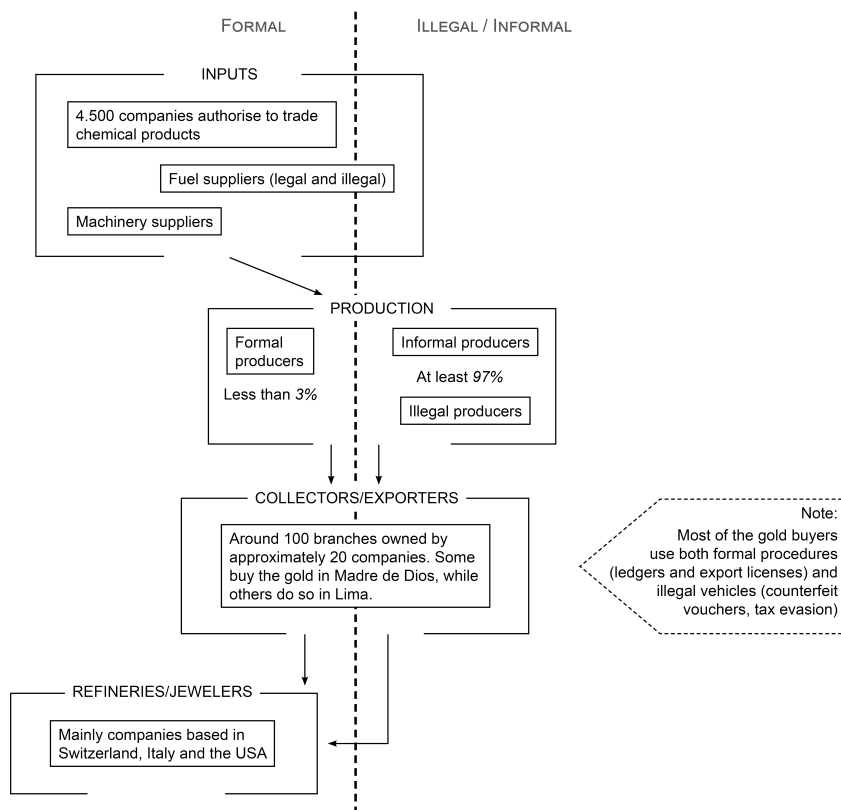 FORMAL
ILLEGAL / INFORMAL
INPUTS
4.500 companies authorise to trade
chemical products
Fuel suppliers (legal and illegal)
Machinery suppliers
PRODUCTION
Formal
producers
Less than 3%
Informal producers
At least 97%
Illegal producers
COLLECTORS/EXPORTERS
Around 100 branches owned by
approximately 20 companies. Some
buy the gold in Madre de Dios, while
others do so in Lima.
Note:
Most of the gold buyers
use both formal procedures
(ledgers and export licenses) and
illegal vehicles (counterfeit
vouchers, tax evasion)
REFINERIES/JEWELERS
Mainly companies based in
Switzerland, Italy and the USA